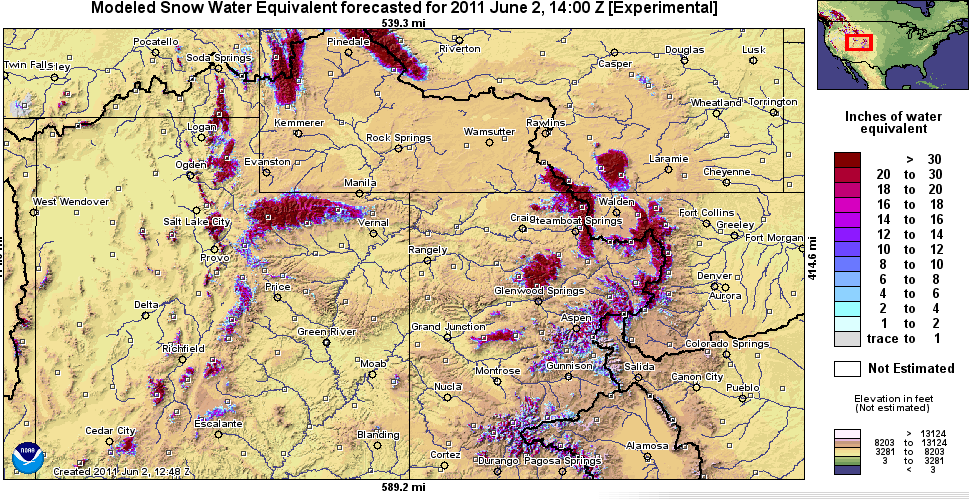 Modeled Snow Water Equivalent forecasted for 2011 June 2, 14:00 Z [Experimental]
539.3 mi
Pocatello
Pinedale
Riverton
Soda Springs
Douglas
Lusk
Twin Falls
ley
Casper
Wheatland
Torrington
Logan
Kemmerer
Rock Springs
Wamsutter
Rawlins
Ogden
Evanston
Laramie
Cheyenne
Manila
West Wendover
Walden
Salt Lake City
Vernal
Craig
Steamboat Springs
Fort Collins
Greeley
Fort Morgan
Provo
Rangely
414.6 mi
Price
Glenwood Springs
Denver
Aurora
Delta
Green River
Grand Junction
Aspen
Colorado Springs
Richfield
Moab
Montrose
Gunnison
Salida
Canon City
Nucla
Pueblo
Escalante
Cedar City
Blanding
Cortez
Alamosa
Durango
Pagosa Springs
NOAA
Created 2011 Jun 2, 12:48 Z
589.2 mi
Inches of water
equivalent
> 30
20 to 30
18 to 20
16 to 18
14 to 16
12 to 14
10 to 12
8 to 10
6 to 8
4 to 6
2 to 4
1 to 2
trace to 1
Not Estimated
Elevation in feet
(Not estimated)
> 13124
8203 to 13124
3281 to 8203
3 to 3281
< 3